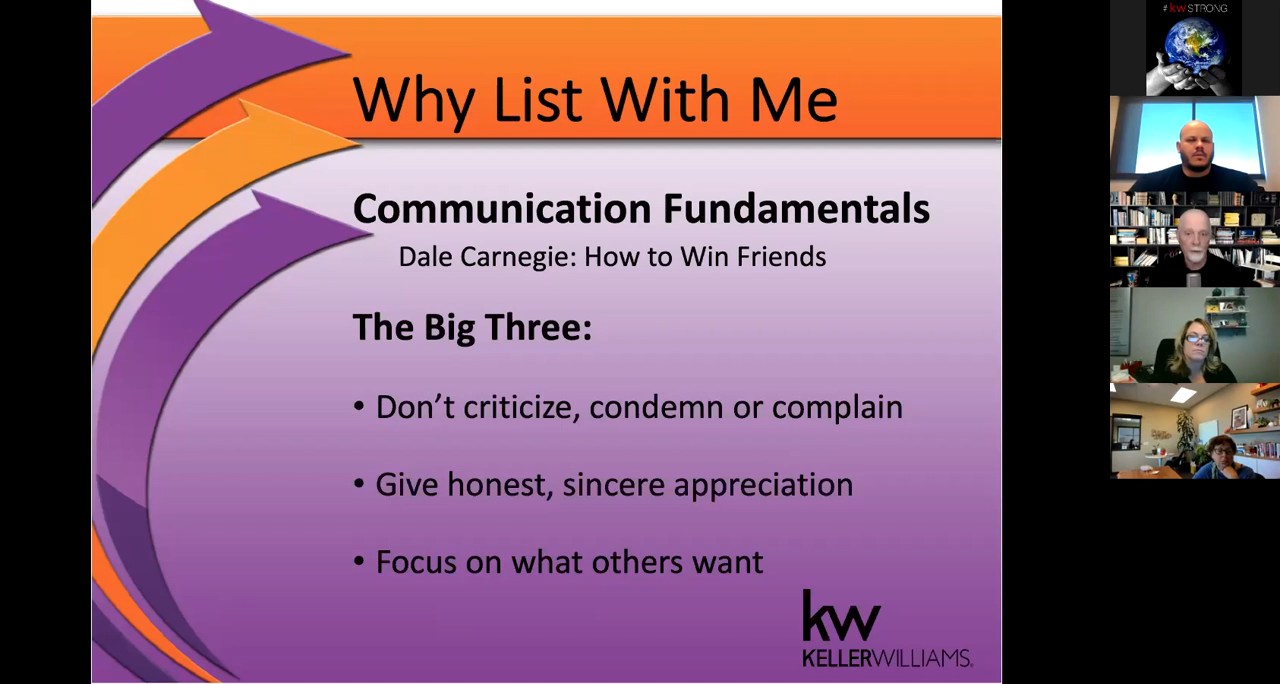 Why List With Me
Communication Fundamentals
Dale Carnegie: How to Win Friends
The Big Three:
• Don’t criticize, condemn or complain
• Give honest, sincere appreciation
• Focus on what others want
kw
KELLERWILLIAMS.
#kwSTRONG